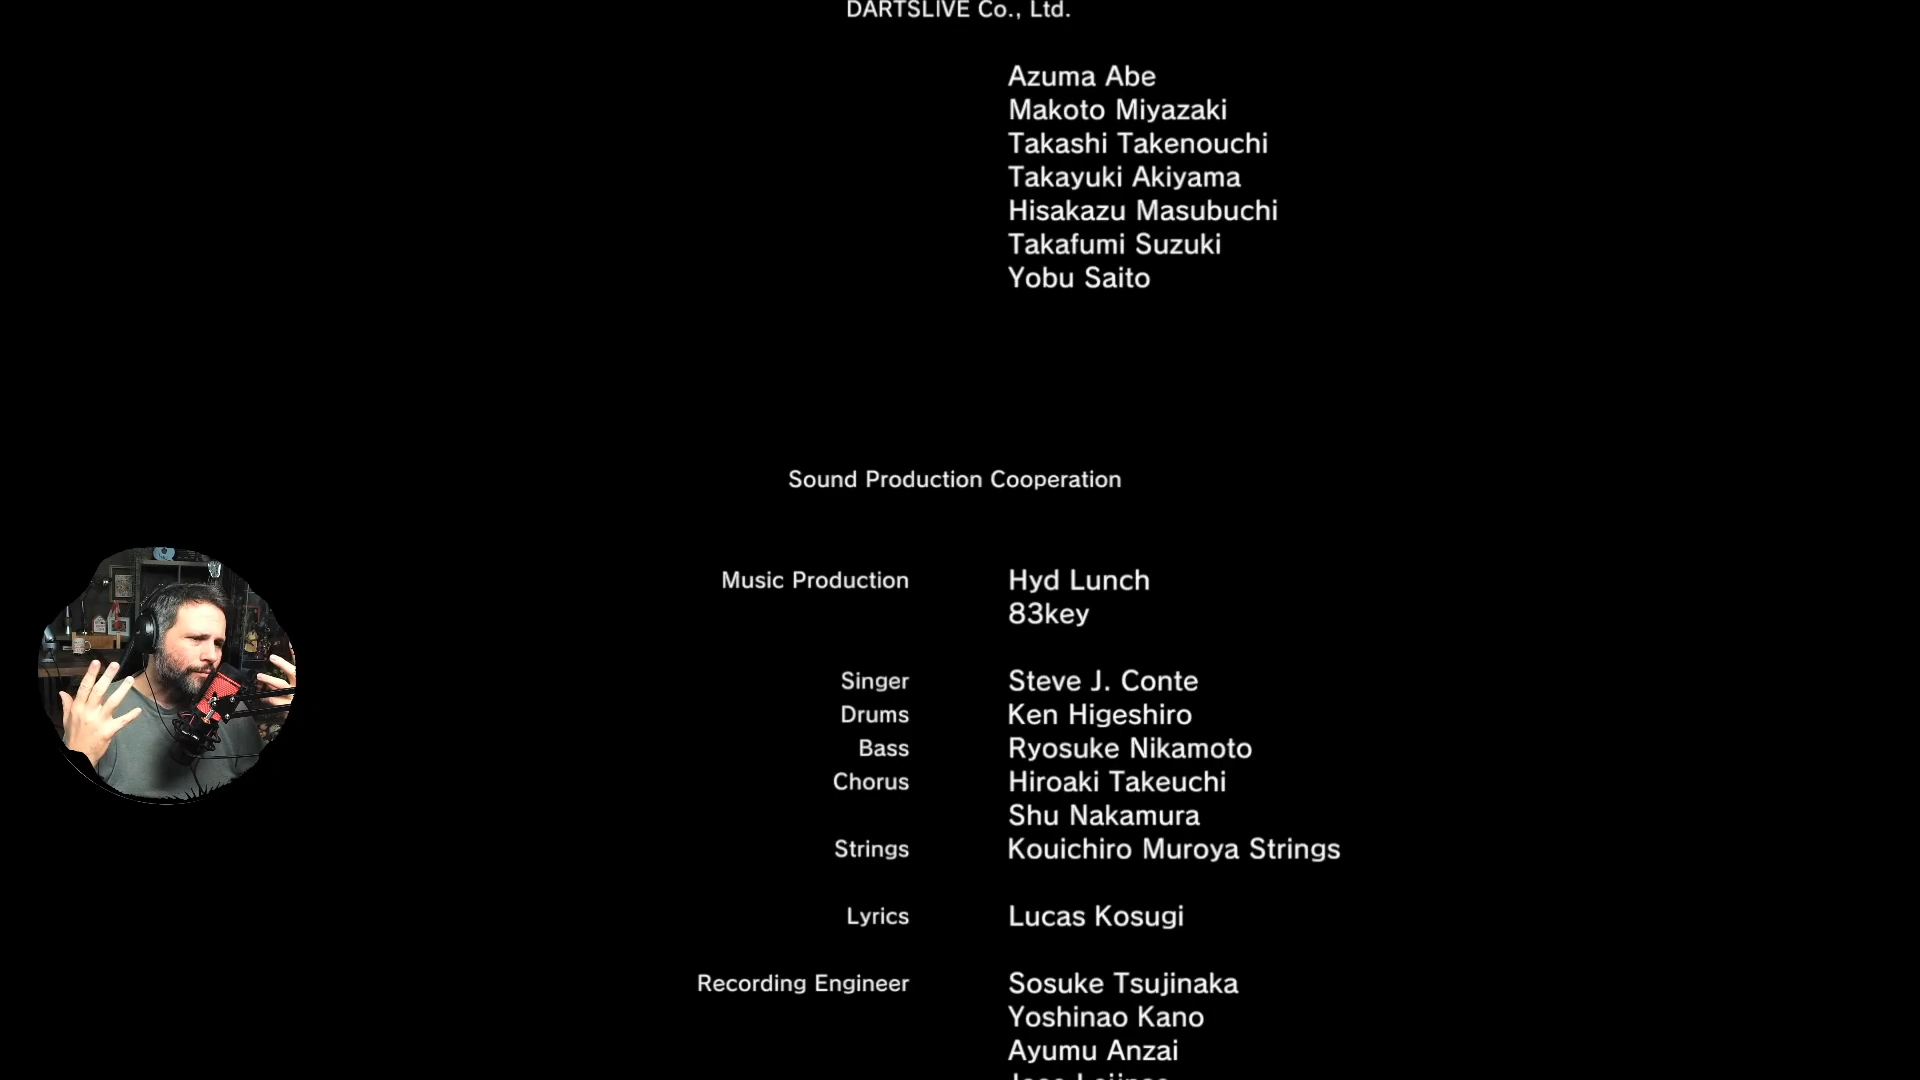 DARTSLIVE Co., Ltd.
Azuma Abe
Makoto Miyazaki
Takashi Takenouchi
Takayuki Akiyama
Hisakazu Masubuchi
Takafumi Suzuki
Yobu Saito
Sound Production Cooperation
Music Production Hyd Lunch
83key
Singer Steve J. Conte
Drums Ken Higeshiro
Bass Ryosuke Nikamoto
Chorus Hiroaki Takeuchi
Shu Nakamura
Strings Kouichiro Muroya Strings
Lyrics Lucas Kosugi
Recording Engineer Sosuke Tsujinaka
Yoshinao Kano
Ayumu Anzai